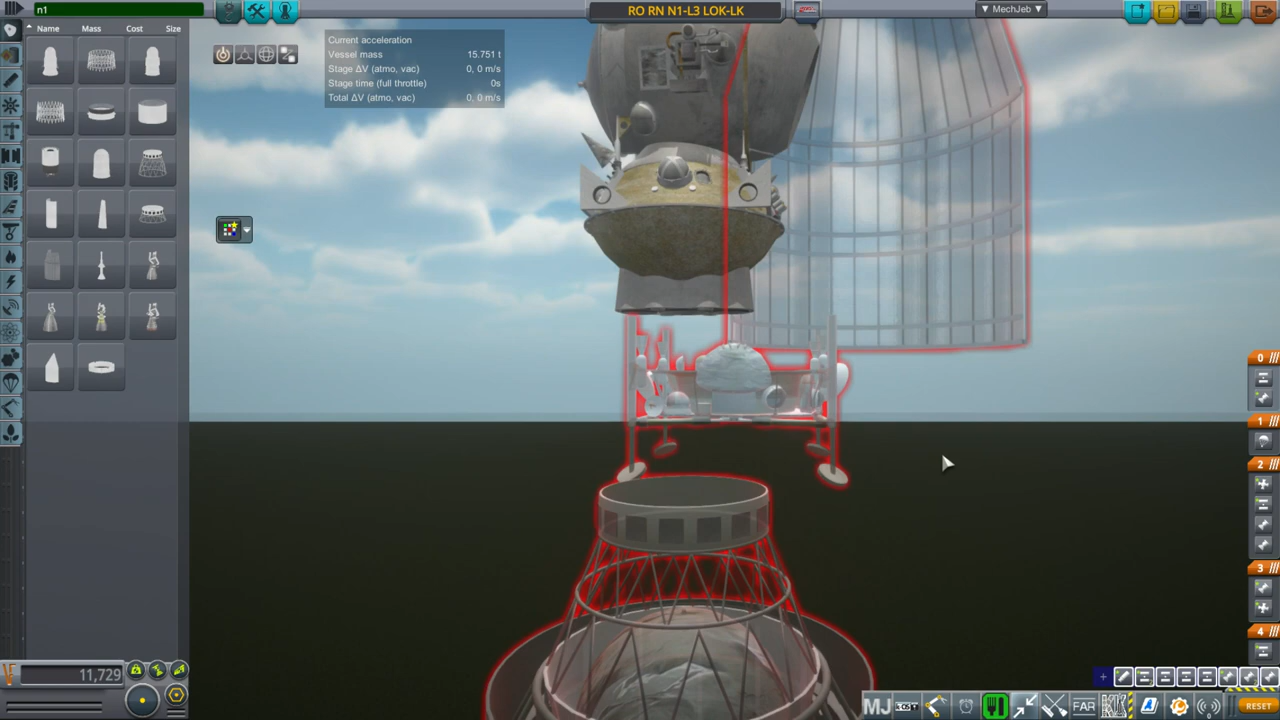 n1
RO RN N1-L3 LOK-LK
▼ MechJeb ▼
Name Mass Cost Size
Current acceleration
Vessel mass 15.751 t
Stage ΔV (atmo, vac) 0, 0 m/s
Stage time (full throttle) 0s
Total ΔV (atmo, vac) 0, 0 m/s
0
1
2
3
4
11,729
+
MJ
FAR
KK
RESET